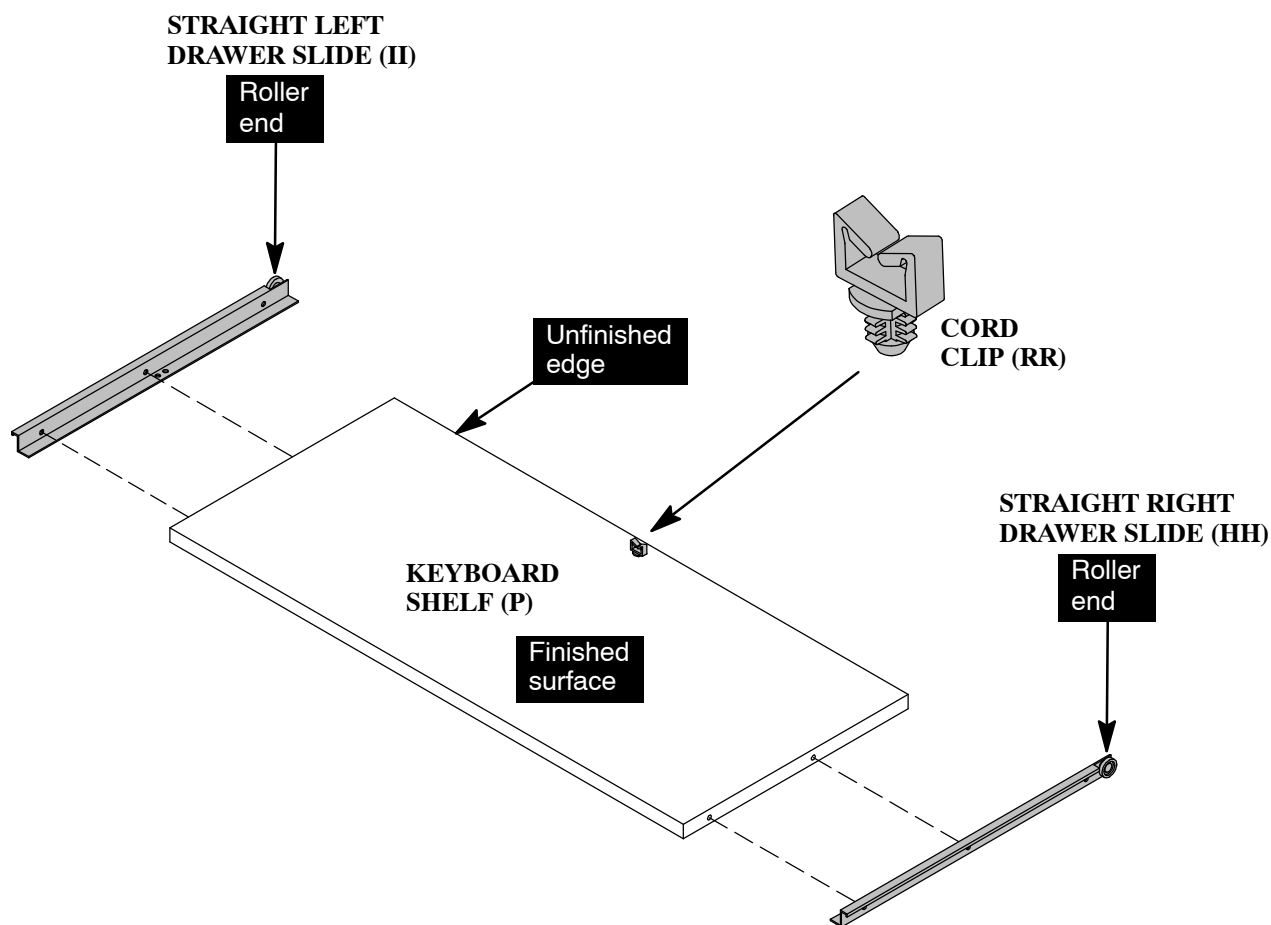 STRAIGHT LEFT
DRAWER SLIDE (II)
Roller
end
Unfinished
edge
CORD
CLIP (RR)
STRAIGHT RIGHT
DRAWER SLIDE (HH)
Roller
end
KEYBOARD
SHELF (P)
Finished
surface